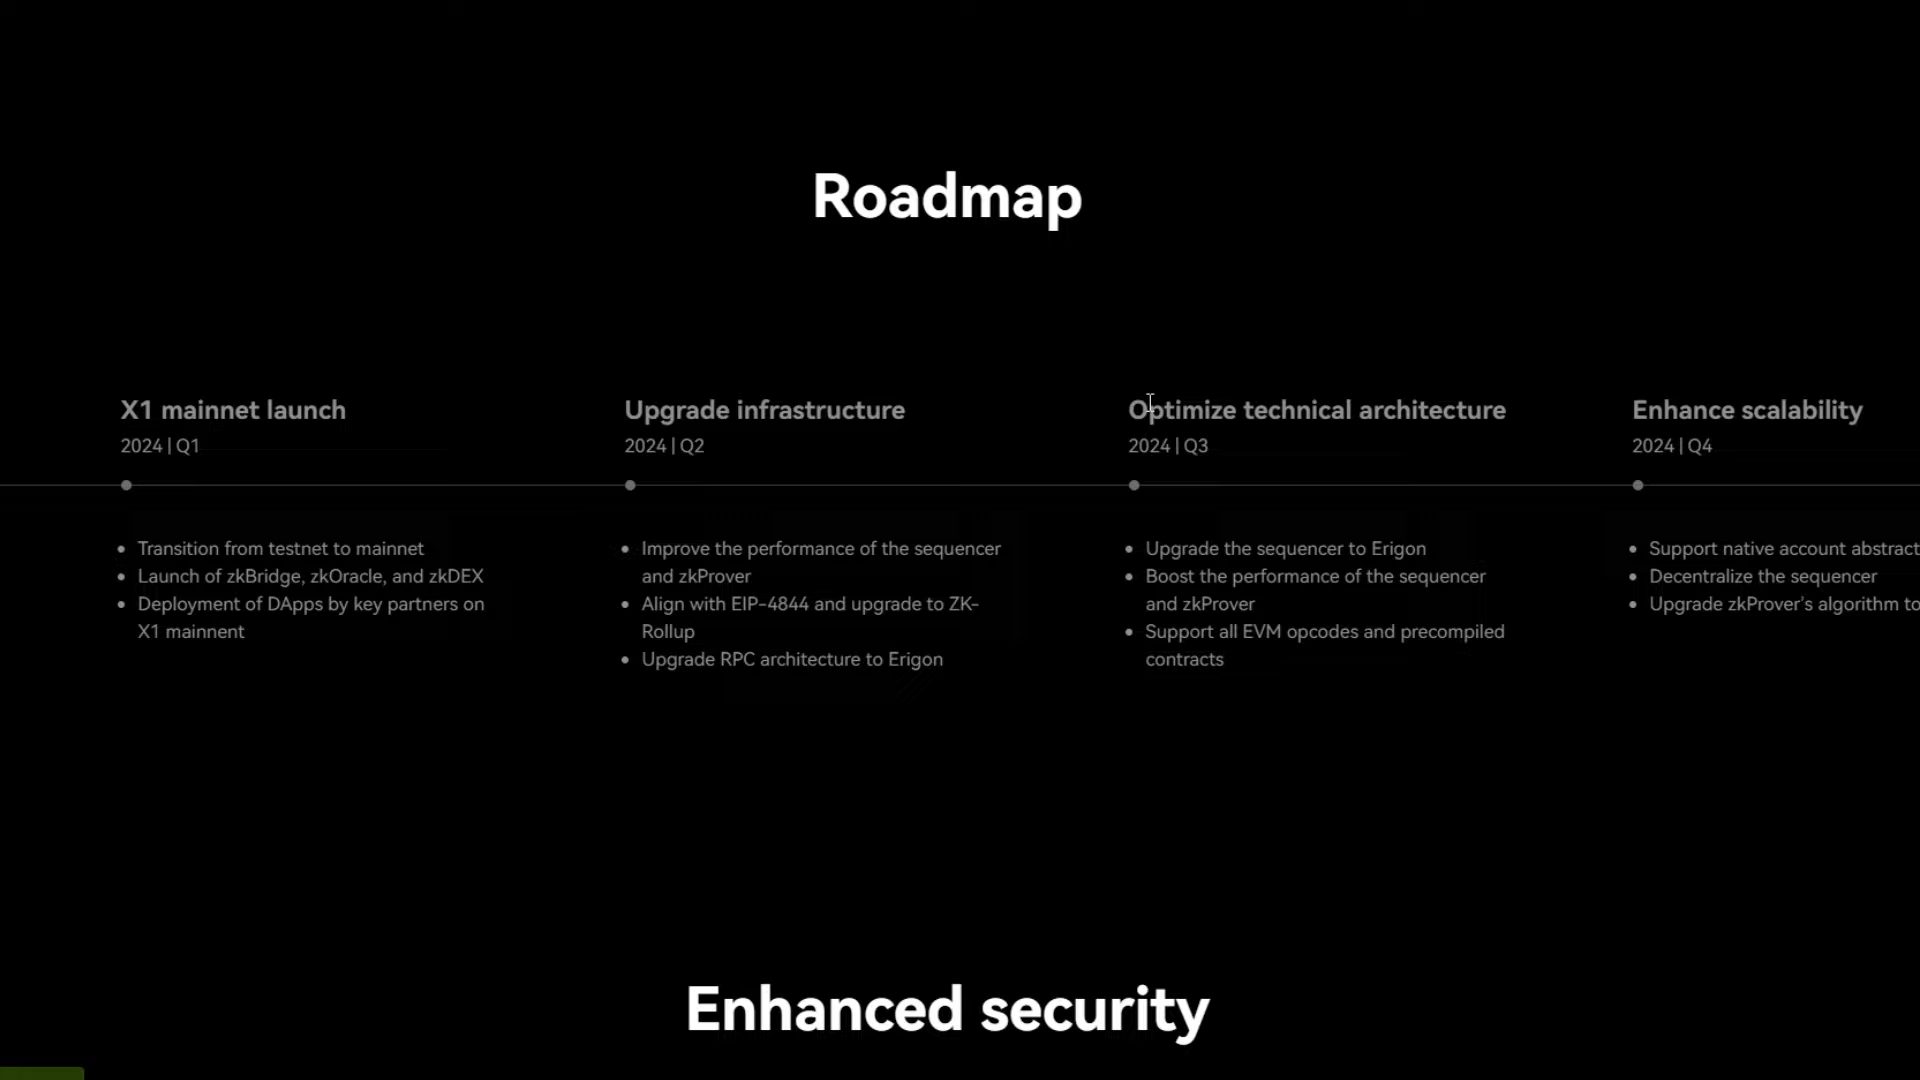 Roadmap
X1 mainnet launch
2024 | Q1
• Transition from testnet to mainnet
• Launch of zkBridge, zkOracle, and zkDEX
• Deployment of DApps by key partners on
X1 mainnent
Upgrade infrastructure
2024 | Q2
• Improve the performance of the sequencer
and zkProver
• Align with EIP-4844 and upgrade to ZK-
Rollup
• Upgrade RPC architecture to Erigon
Optimize technical architecture
2024 | Q3
• Upgrade the sequencer to Erigon
• Boost the performance of the sequencer
and zkProver
• Support all EVM opcodes and precompiled
contracts
Enhance scalability
2024 | Q4
• Support native account abstract
• Decentralize the sequencer
• Upgrade zkProver's algorithm to
Enhanced security